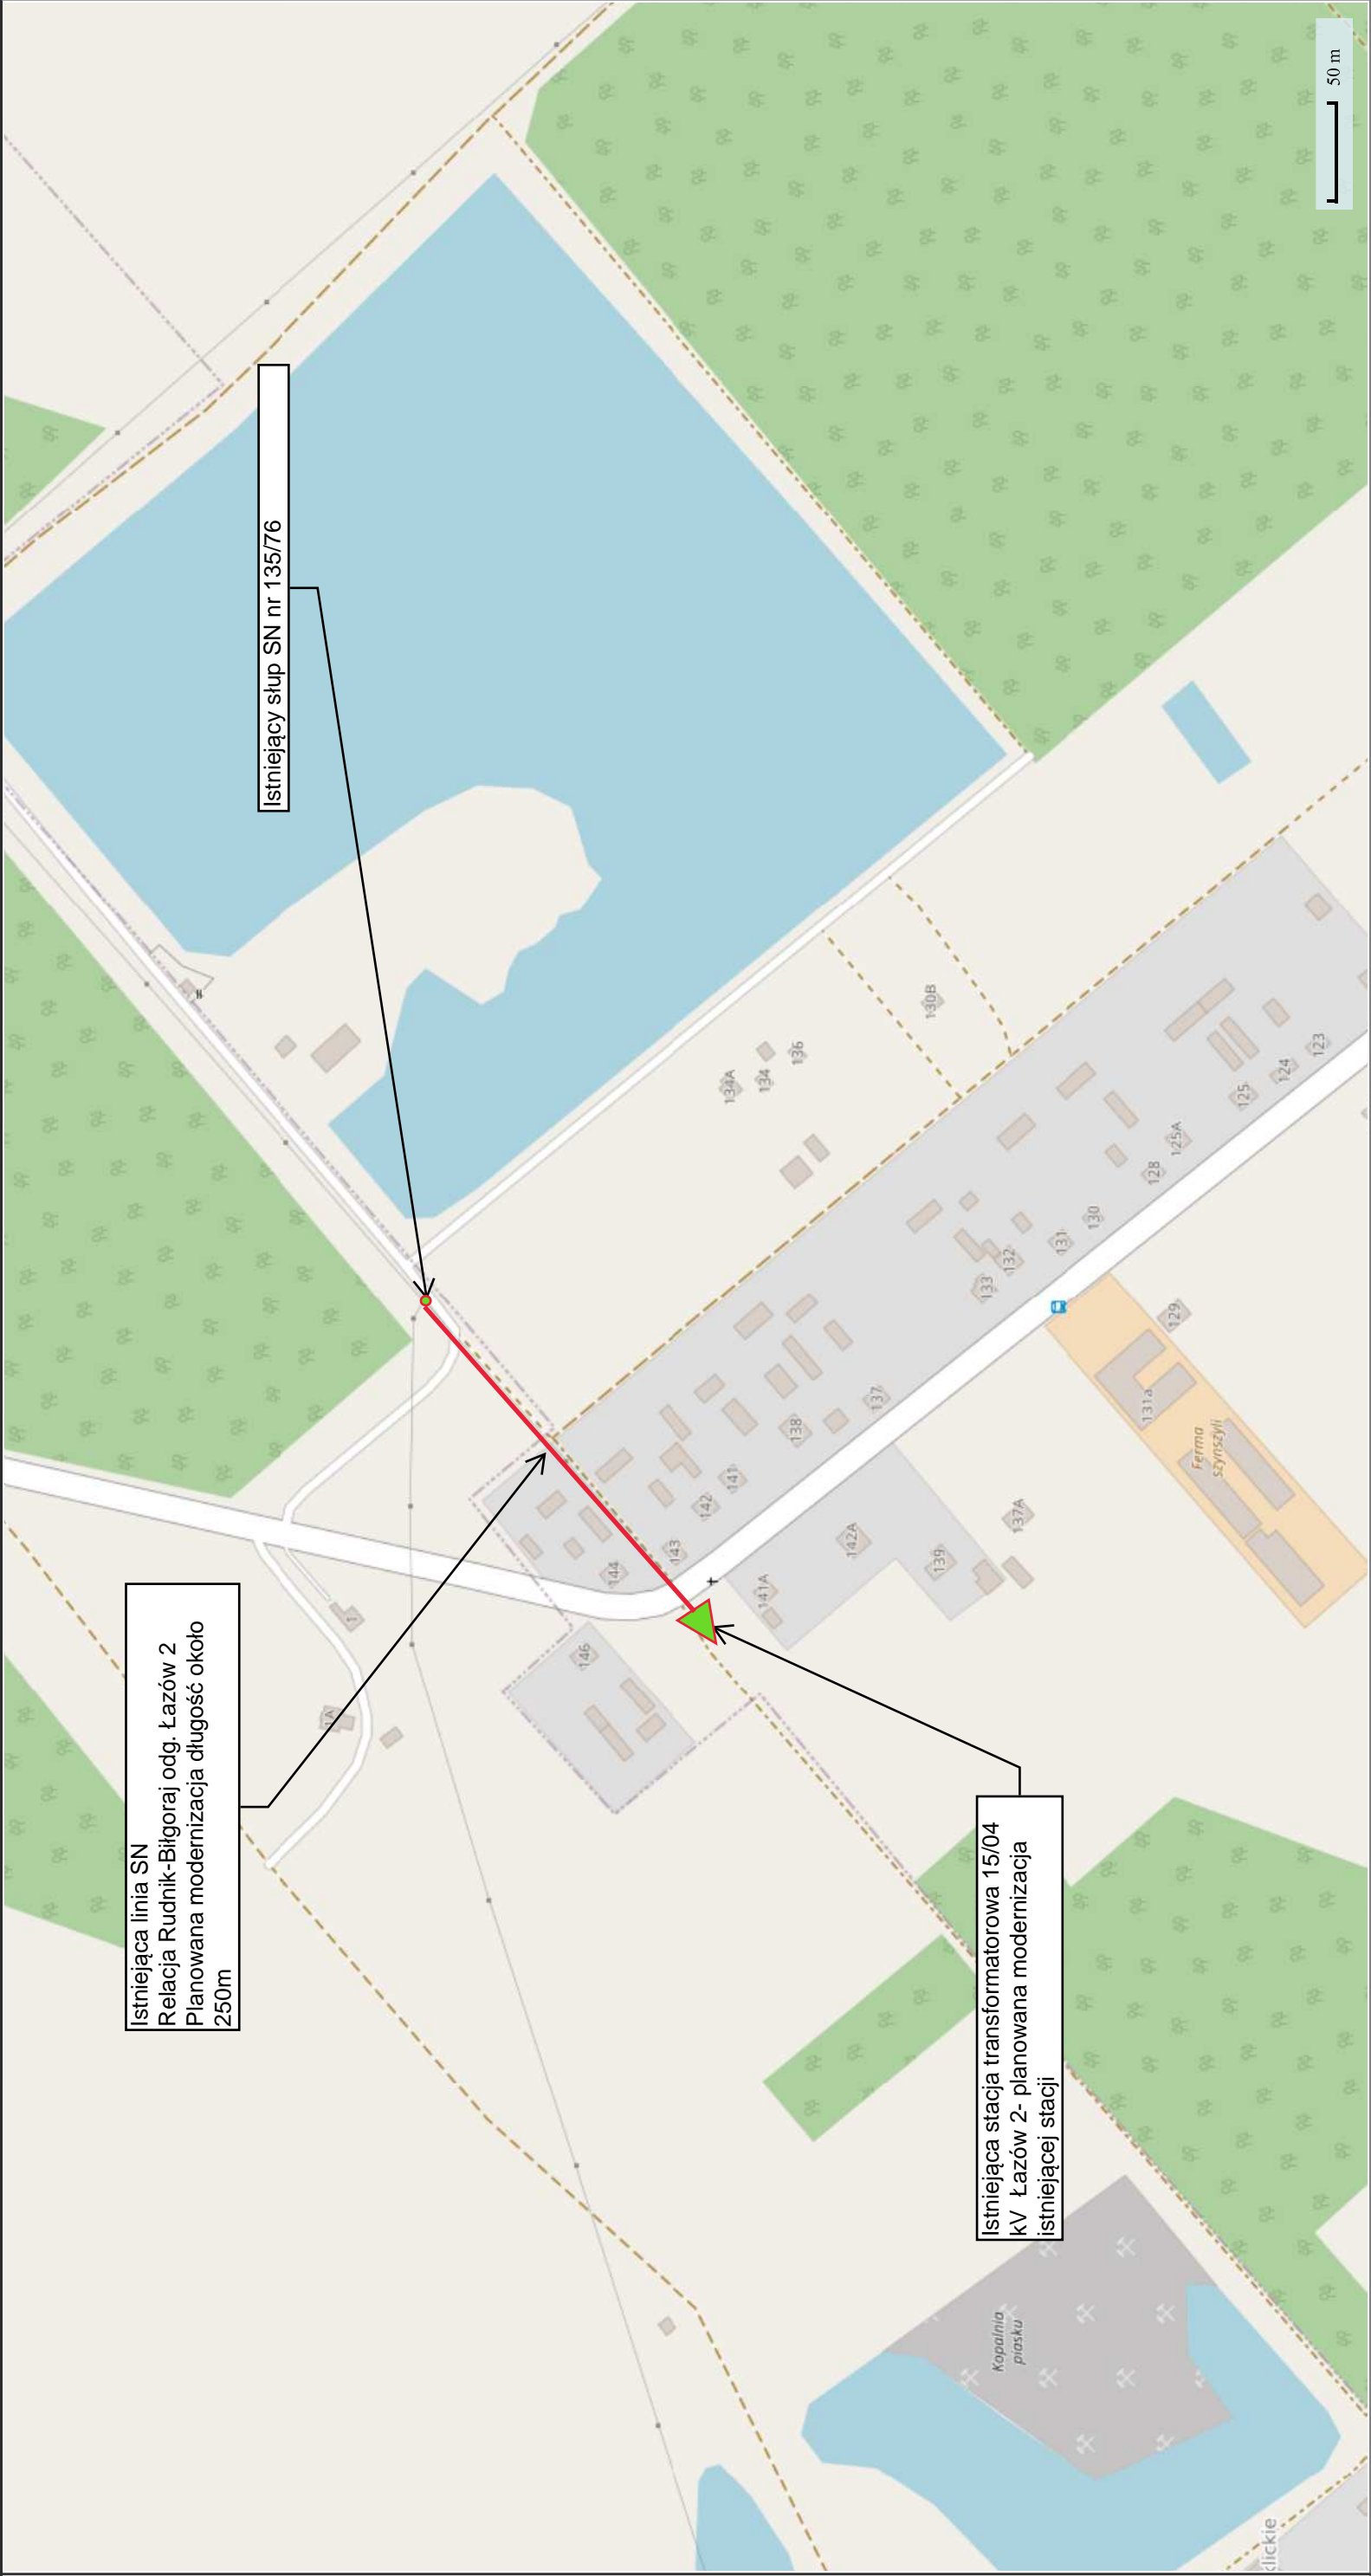 Istniejąca linia SN
Relacja Rudnik-Biłgoraj odg. Łazów 2
Planowana modernizacja długość około
250m
Istniejący słup SN nr 135/76
1A
1
146
144
143
142
141
141A
134A
134
136
138
142A
137
130B
139
133
132
137A
131
130
Istniejąca stacja transformatorowa 15/04
kV Łazów 2- planowana modernizacja
istniejącej stacji
Kopalnia
piasku
131a
128
129
125A
Ferma
szynszyli
125
124
123
50 m